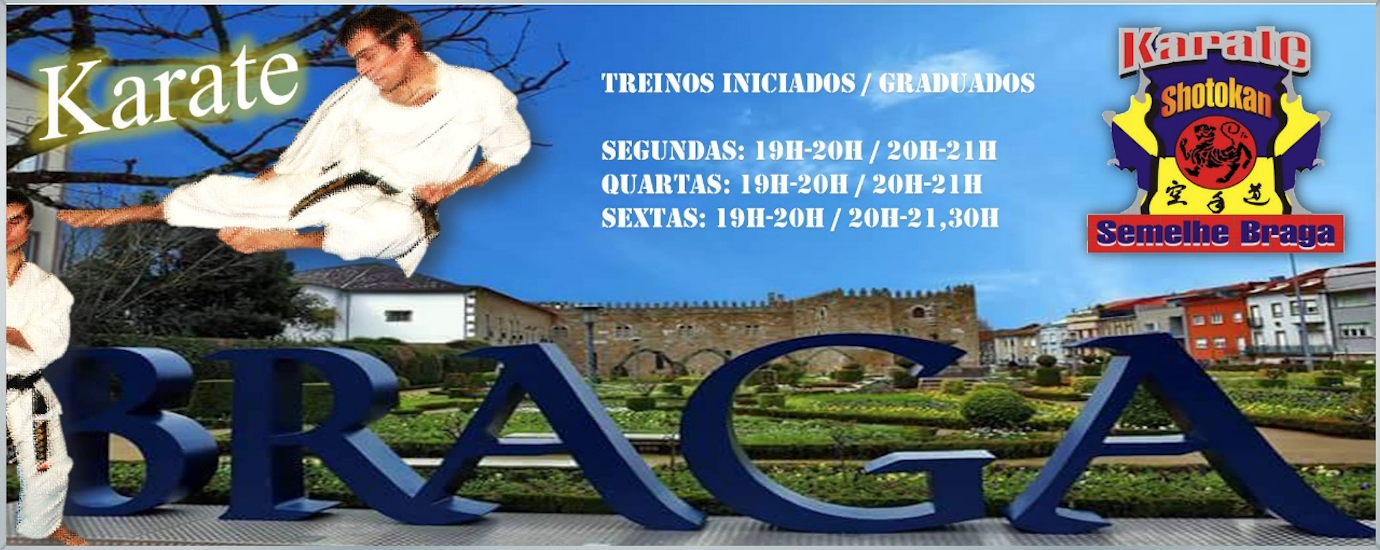 Karate
TREINOS INICIADOS / GRADUADOS
SEGUNDAS: 19H-20H / 20H-21H
QUARTAS: 19H-20H / 20H-21H
SEXTAS: 19H-20H / 20H-21,30H
Karate
Shotokan
空手道
Semelhe Braga
BRAGA